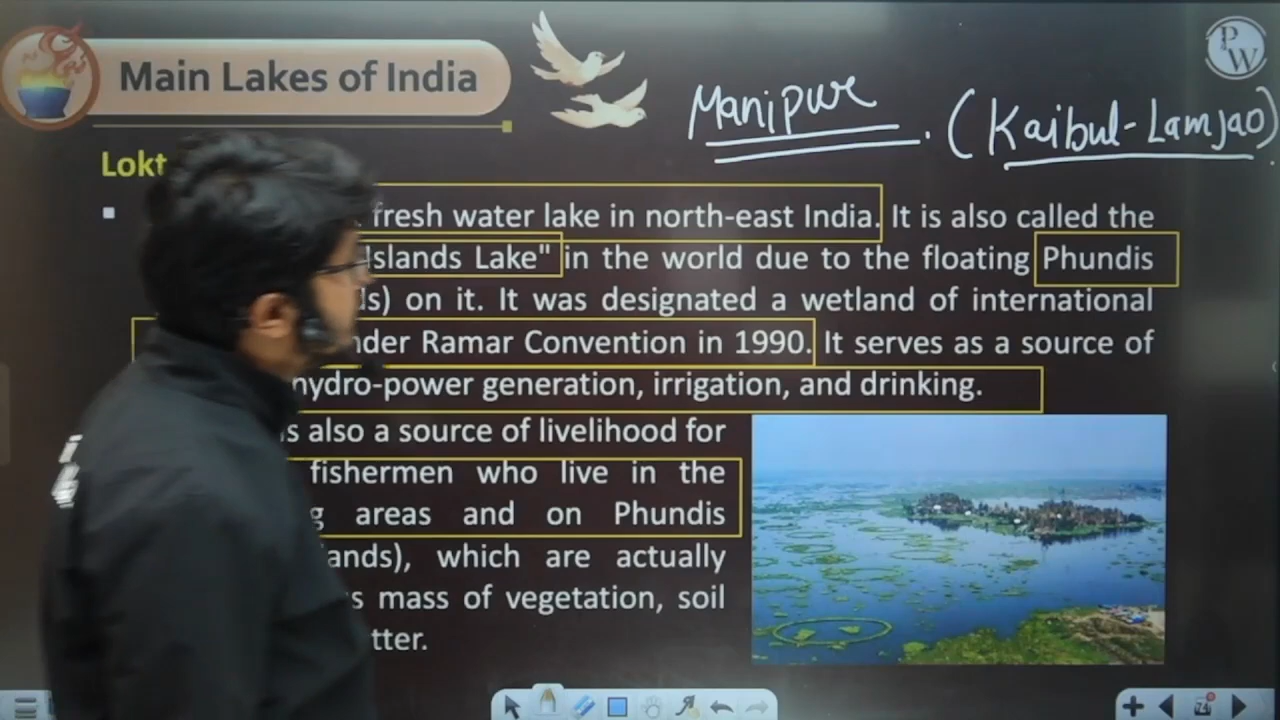 Main Lakes of India
Manipur. (Kaibul-Lamjao)
PW
Lokt
fresh water lake in north-east India. It is also called the
Islands Lake" in the world due to the floating Phundis
ds) on it. It was designated a wetland of international
nder Ramar Convention in 1990. It serves as a source of
hydro-power generation, irrigation, and drinking.
is also a source of livelihood for
fishermen who live in the
g areas and on Phundis
lands), which are actually
s mass of vegetation, soil
tter.
74